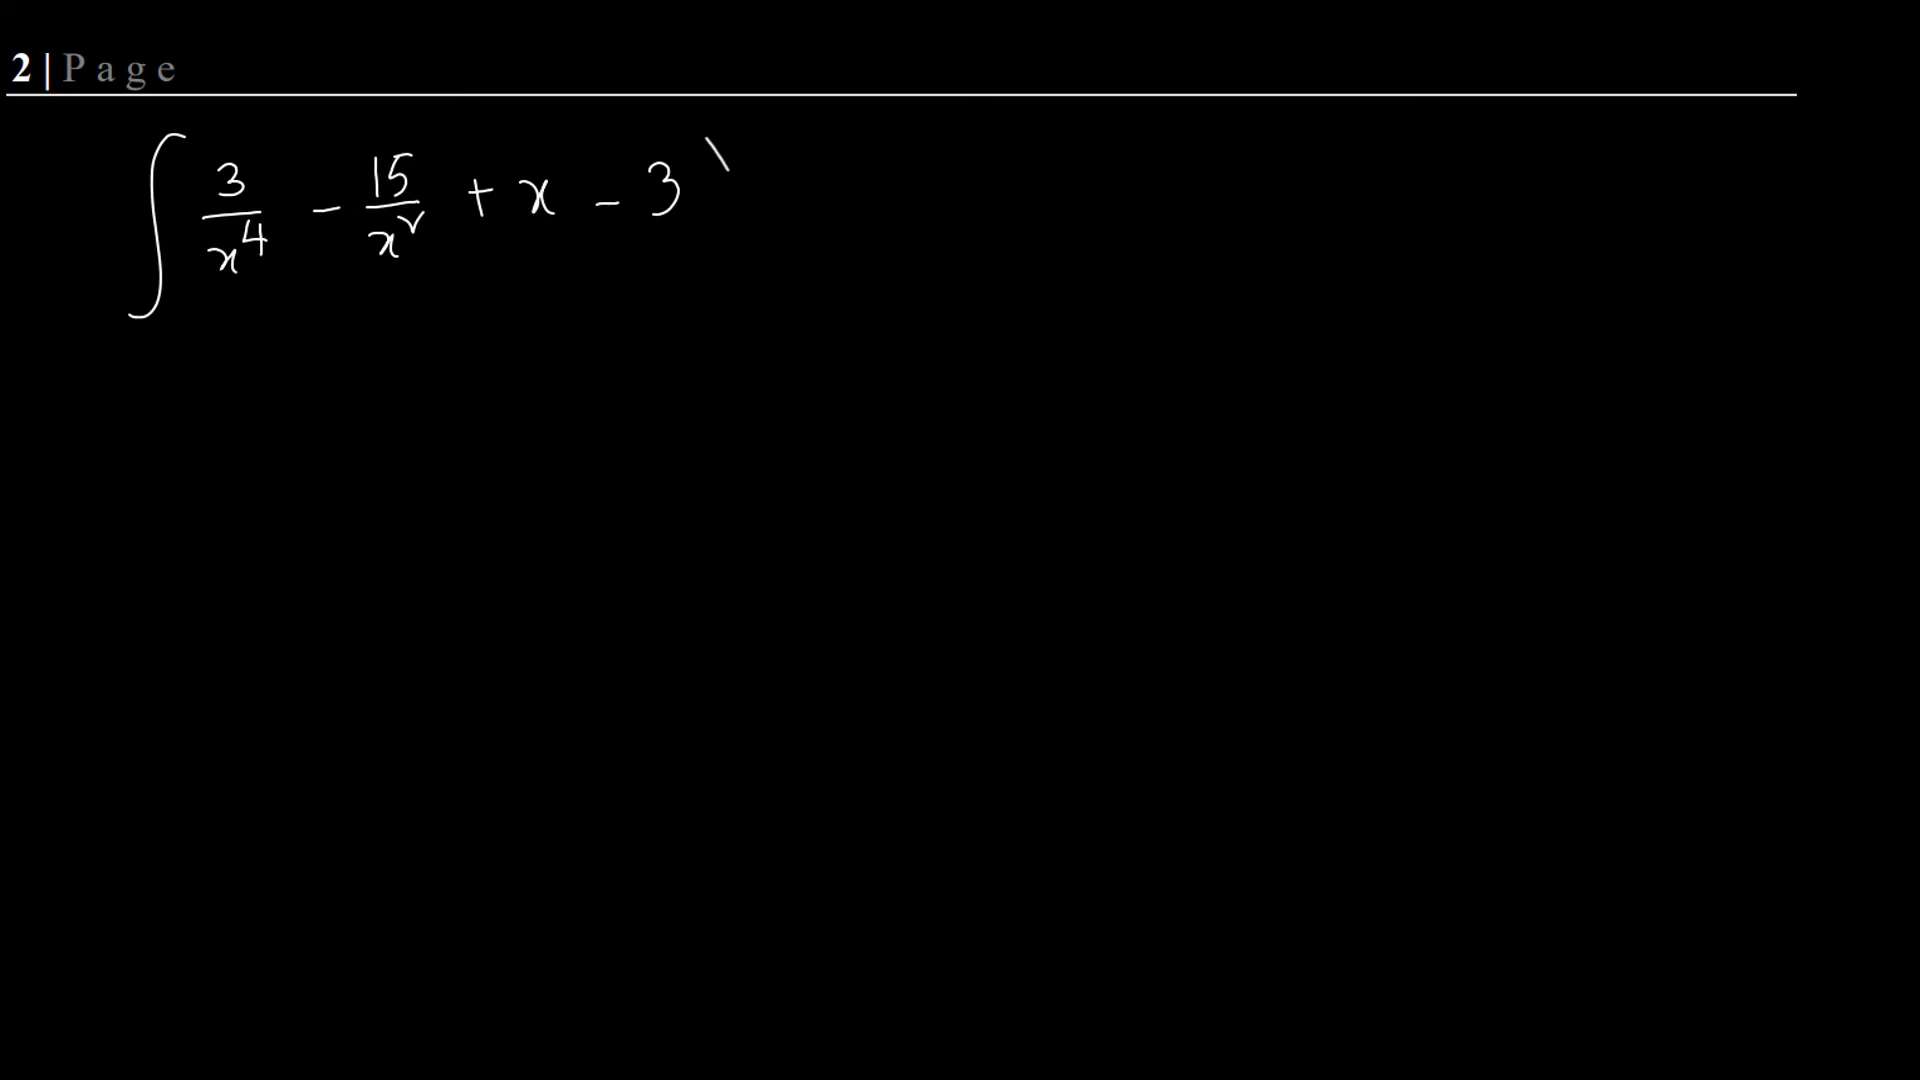 2 | Page
∫ 3/x⁴ - 15/x² + x - 3 \